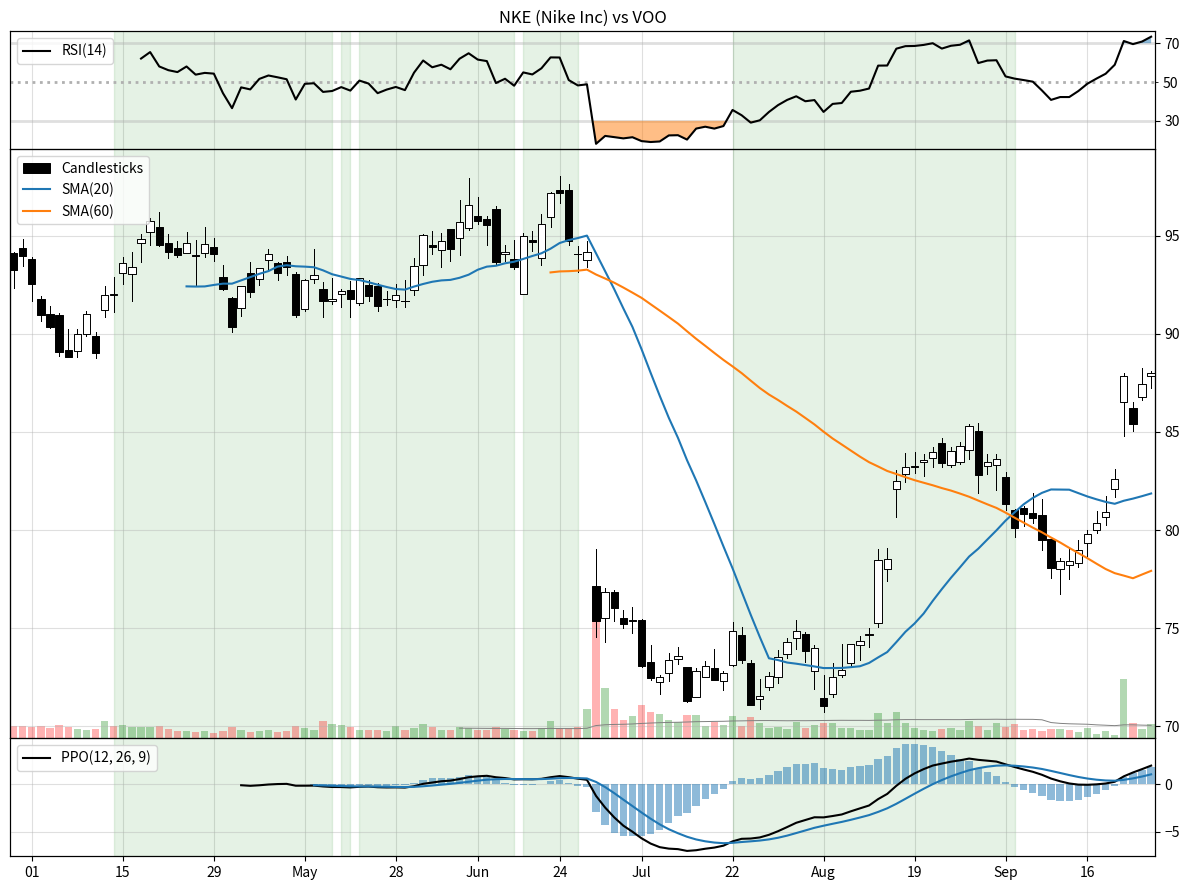 NKE (Nike Inc) vs VOO
RSI(14)
70
50
30
Candlesticks
SMA(20)
SMA(60)
95
90
85
80
75
70
PPO(12, 26, 9)
0
−5
01 15 29 May 28 Jun 24 Jul 22 Aug 19 Sep 16